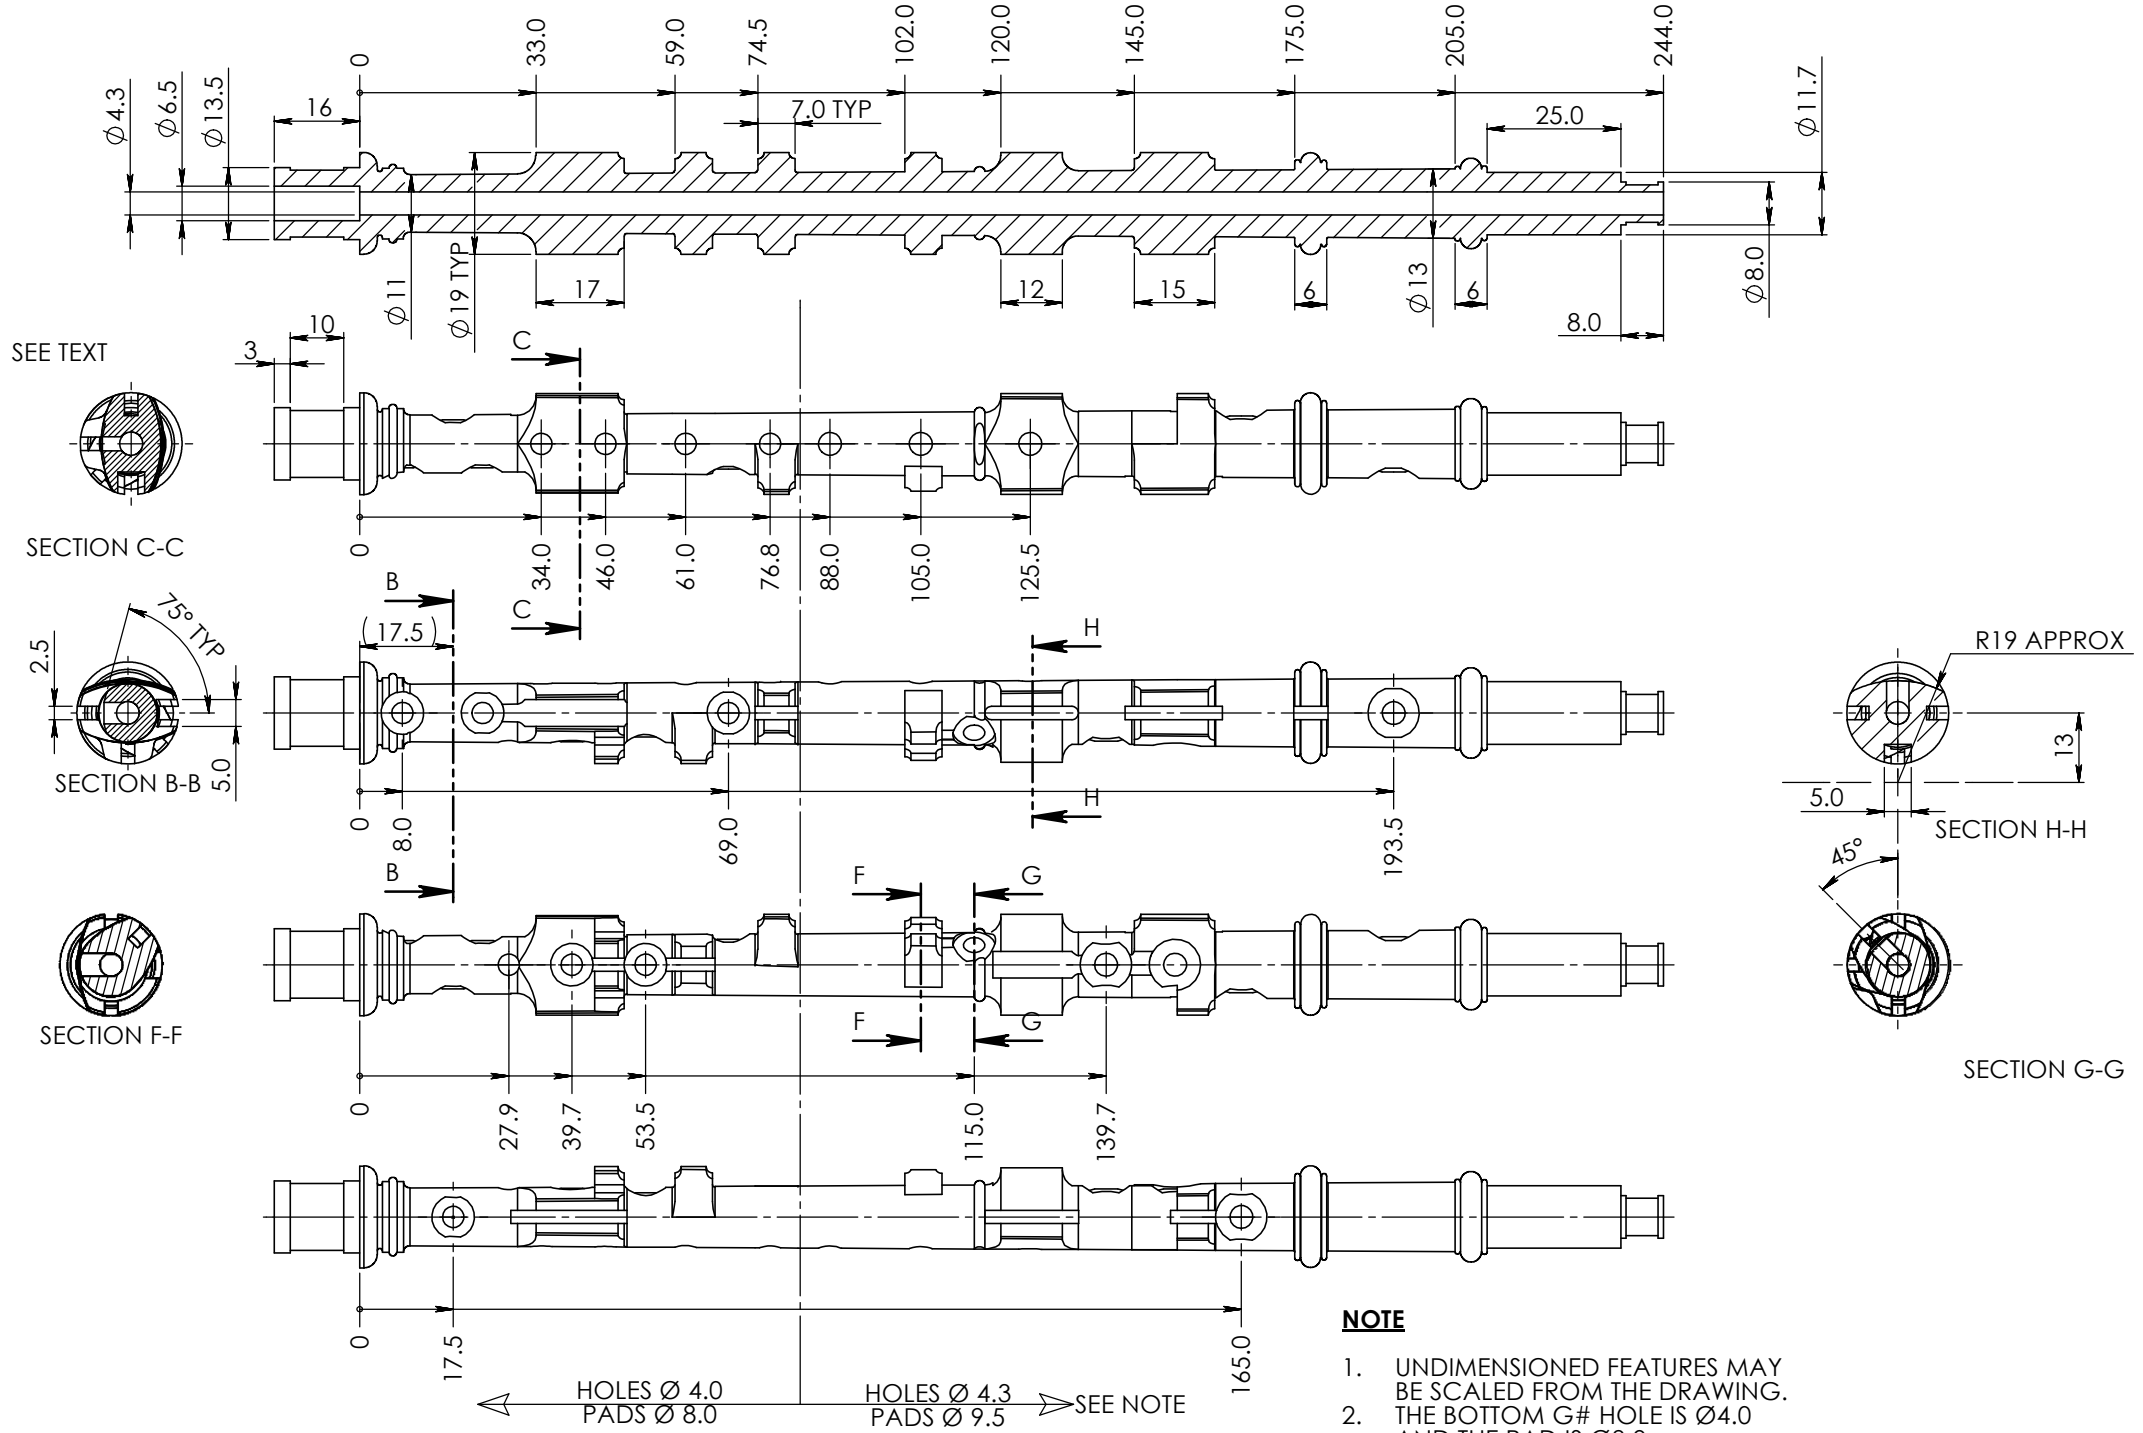 0
33.0
59.0
74.5
102.0
120.0
145.0
175.0
205.0
244.0
Ø4.3
Ø6.5
Ø13.5
16
7.0 TYP
25.0
Ø11.7
Ø11
Ø19 TYP
17
12
15
6
Ø13
6
Ø8.0
8.0
SEE TEXT
3
10
C
SECTION C-C
0
34.0
46.0
61.0
76.8
88.0
105.0
125.5
C
B
(17.5)
75° TYP
2.5
5.0
SECTION B-B
H
H
R19 APPROX
13
5.0
SECTION H-H
0
8.0
69.0
193.5
B
F
G
45°
SECTION F-F
F
G
SECTION G-G
0
27.9
39.7
53.5
115.0
139.7
0
17.5
165.0
HOLES Ø 4.0
PADS Ø 8.0
HOLES Ø 4.3
PADS Ø 9.5
SEE NOTE
NOTE
1. UNDIMENSIONED FEATURES MAY
BE SCALED FROM THE DRAWING.
2. THE BOTTOM G# HOLE IS Ø4.0